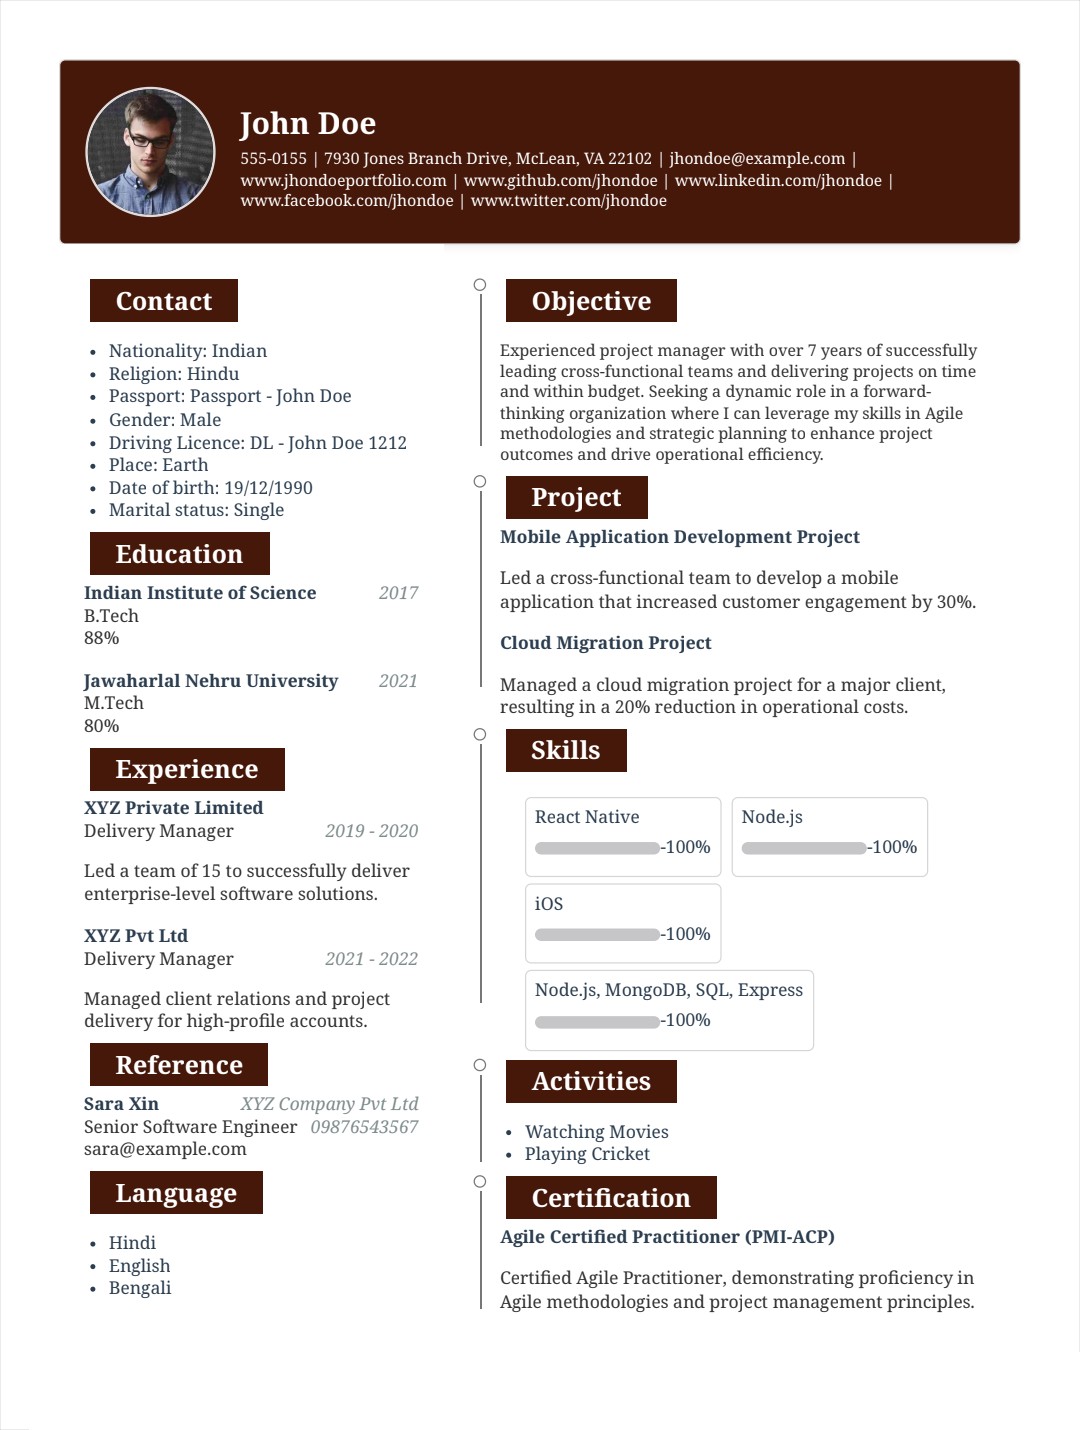 John Doe
555-0155 | 7930 Jones Branch Drive, McLean, VA 22102 | jhondoe@example.com |
www.jhondoeportfolio.com | www.github.com/jhondoe | www.linkedin.com/jhondoe |
www.facebook.com/jhondoe | www.twitter.com/jhondoe
Contact
• Nationality: Indian
• Religion: Hindu
• Passport: Passport - John Doe
• Gender: Male
• Driving Licence: DL - John Doe 1212
• Place: Earth
• Date of birth: 19/12/1990
• Marital status: Single
Education
Indian Institute of Science 2017
B.Tech
88%
Jawaharlal Nehru University 2021
M.Tech
80%
Experience
XYZ Private Limited
Delivery Manager 2019 - 2020
Led a team of 15 to successfully deliver
enterprise-level software solutions.
XYZ Pvt Ltd
Delivery Manager 2021 - 2022
Managed client relations and project
delivery for high-profile accounts.
Reference
Sara Xin XYZ Company Pvt Ltd
Senior Software Engineer 09876543567
sara@example.com
Language
• Hindi
• English
• Bengali
Objective
Experienced project manager with over 7 years of successfully
leading cross-functional teams and delivering projects on time
and within budget. Seeking a dynamic role in a forward-
thinking organization where I can leverage my skills in Agile
methodologies and strategic planning to enhance project
outcomes and drive operational efficiency.
Project
Mobile Application Development Project
Led a cross-functional team to develop a mobile
application that increased customer engagement by 30%.
Cloud Migration Project
Managed a cloud migration project for a major client,
resulting in a 20% reduction in operational costs.
Skills
React Native
-100%
Node.js
-100%
iOS
-100%
Node.js, MongoDB, SQL, Express
-100%
Activities
• Watching Movies
• Playing Cricket
Certification
Agile Certified Practitioner (PMI-ACP)
Certified Agile Practitioner, demonstrating proficiency in
Agile methodologies and project management principles.